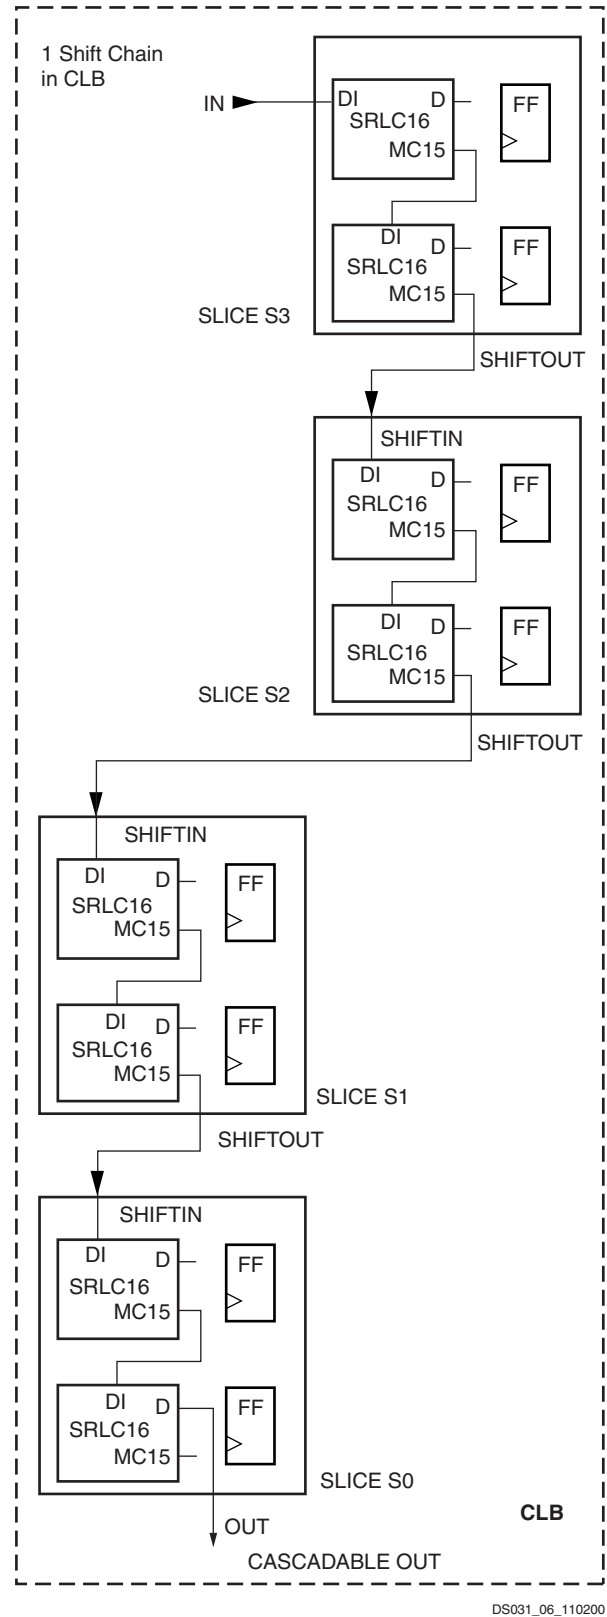 1 Shift Chain
in CLB
IN
DI
D
SRLC16
MC15
FF
DI
D
SRLC16
MC15
FF
SLICE S3
SHIFTOUT
SHIFTIN
DI
D
SRLC16
MC15
FF
DI
D
SRLC16
MC15
FF
SLICE S2
SHIFTOUT
SHIFTIN
DI
D
SRLC16
MC15
FF
DI
D
SRLC16
MC15
FF
SLICE S1
SHIFTOUT
SHIFTIN
DI
D
SRLC16
MC15
FF
DI
D
SRLC16
MC15
FF
SLICE S0
CLB
OUT
CASCADABLE OUT
DS031_06_110200